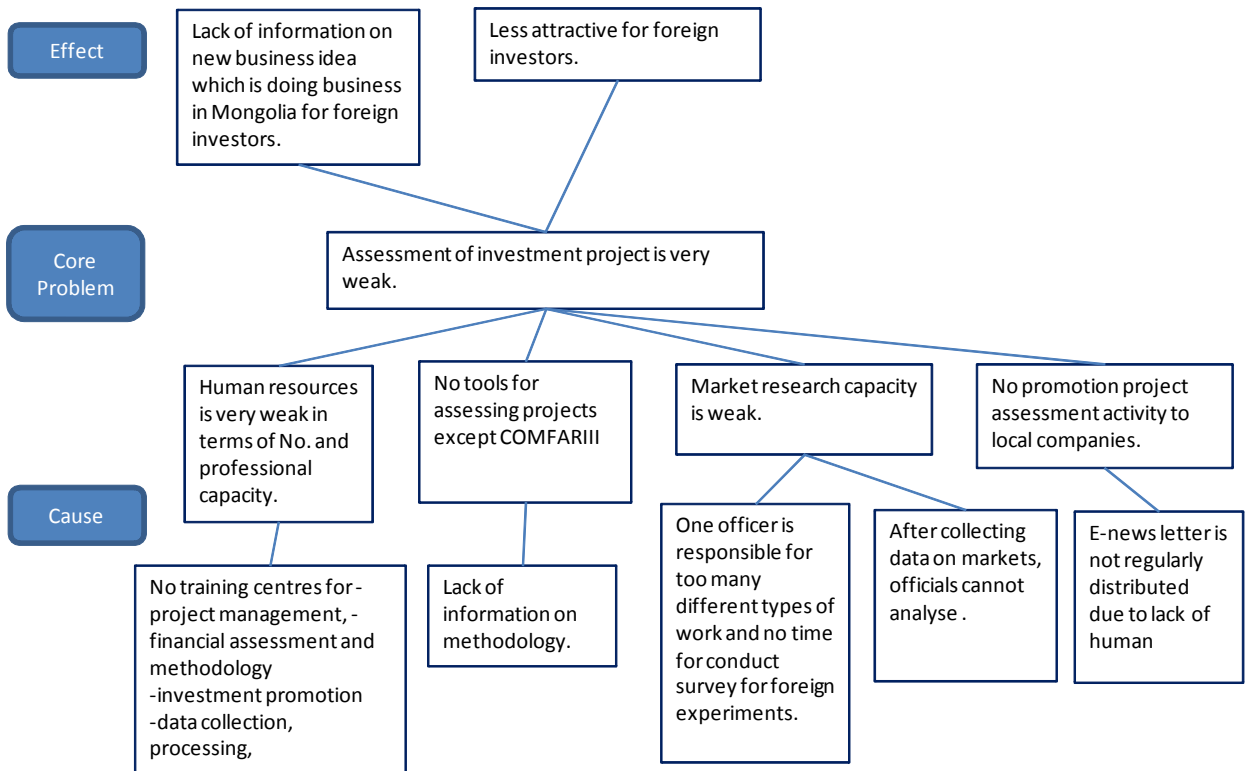 Effect
Lack of information on
new business idea
which is doing business
in Mongolia for foreign
investors.
Less attractive for foreign
investors.
Core
Problem
Assessment of investment project is very
weak.
Human resources
is very weak in
terms of No. and
professional
capacity.
No tools for
assessing projects
except COMFARIII
Market research capacity
is weak.
No promotion project
assessment activity to
local companies.
Cause
No training centres for -
project management, -
financial assessment and
methodology
-investment promotion
-data collection,
processing,
Lack of
information on
methodology.
One officer is
responsible for
too many
different types of
work and no time
for conduct
survey for foreign
experiments.
After collecting
data on markets,
officials cannot
analyse .
E-news letter is
not regularly
distributed
due to lack of
human